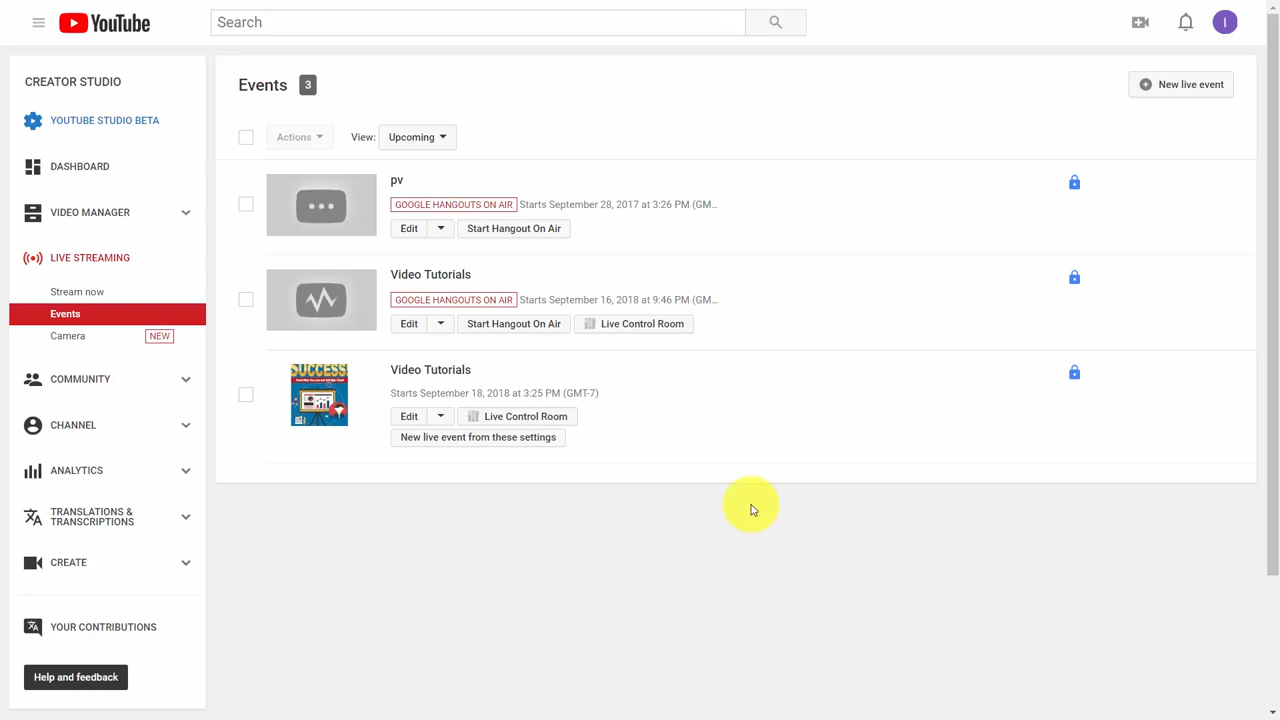 YouTube
Search
I
CREATOR STUDIO
YOUTUBE STUDIO BETA
DASHBOARD
VIDEO MANAGER
LIVE STREAMING
Stream now
Events
Camera NEW
COMMUNITY
CHANNEL
ANALYTICS
TRANSLATIONS &
TRANSCRIPTIONS
CREATE
YOUR CONTRIBUTIONS
Help and feedback
Events 3
New live event
Actions View: Upcoming
pv
GOOGLE HANGOUTS ON AIR Starts September 28, 2017 at 3:26 PM (GM...
Edit Start Hangout On Air
Video Tutorials
GOOGLE HANGOUTS ON AIR Starts September 16, 2018 at 9:46 PM (GM...
Edit Start Hangout On Air Live Control Room
SUCCESS!
Video Tutorials
Starts September 18, 2018 at 3:25 PM (GMT-7)
Edit Live Control Room
New live event from these settings